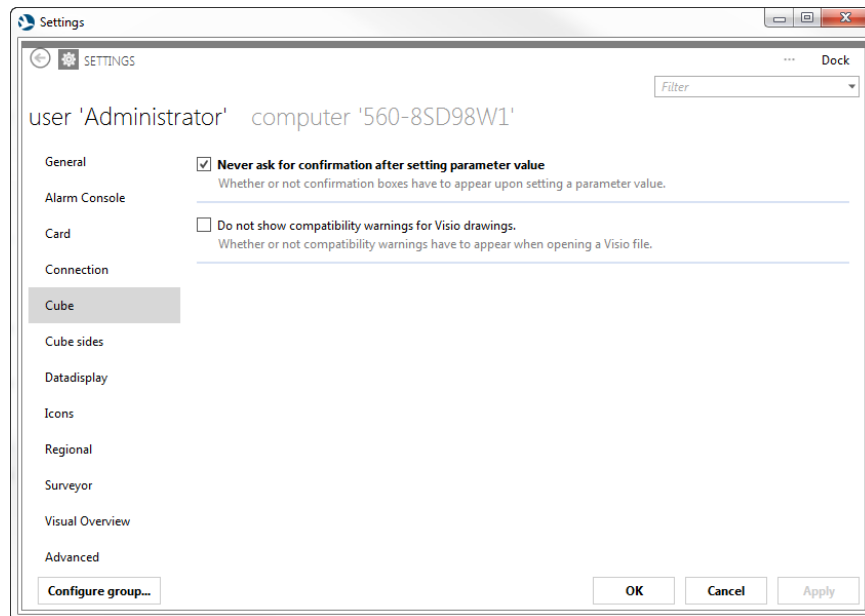 Settings
SETTINGS
... Dock
Filter
user 'Administrator' computer '560-8SD98W1'
General
Alarm Console
Card
Connection
Cube
Cube sides
Datadisplay
Icons
Regional
Surveyor
Visual Overview
Advanced
Never ask for confirmation after setting parameter value
Whether or not confirmation boxes have to appear upon setting a parameter value.
Do not show compatibility warnings for Visio drawings.
Whether or not compatibility warnings have to appear when opening a Visio file.
Configure group... OK Cancel Apply